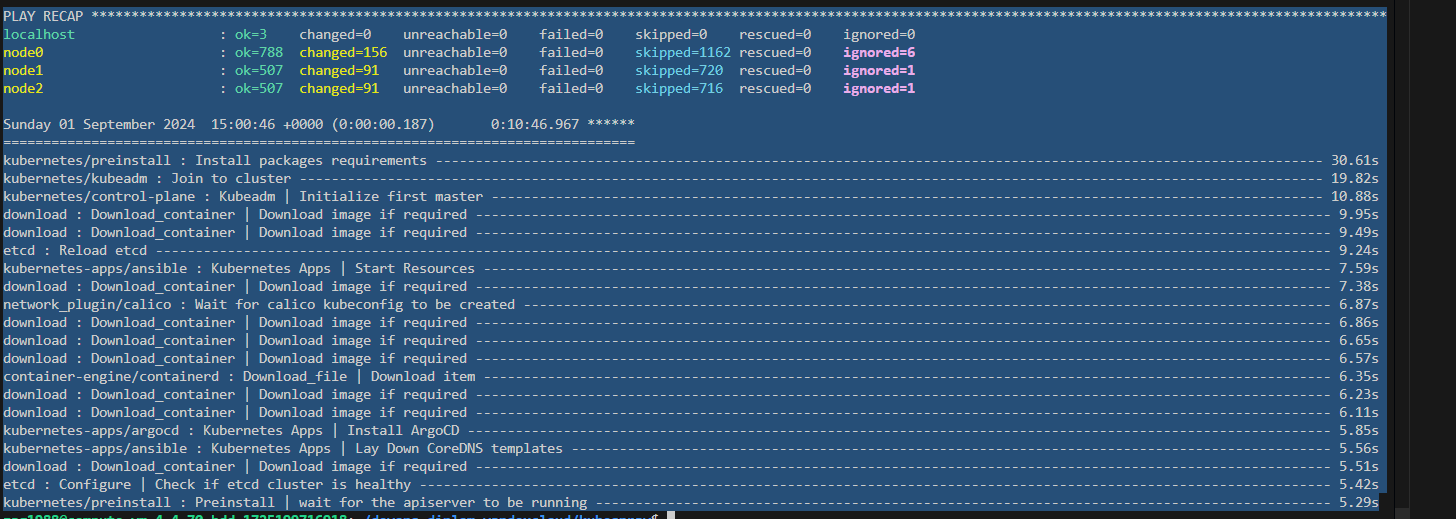 PLAY RECAP ****************************************************************************************************************************************************************
localhost                  : ok=3    changed=0    unreachable=0    failed=0    skipped=0    rescued=0    ignored=0
node0                      : ok=788  changed=156  unreachable=0    failed=0    skipped=1162 rescued=0    ignored=6
node1                      : ok=507  changed=91   unreachable=0    failed=0    skipped=720  rescued=0    ignored=1
node2                      : ok=507  changed=91   unreachable=0    failed=0    skipped=716  rescued=0    ignored=1
Sunday 01 September 2024  15:00:46 +0000 (0:00:00.187)       0:10:46.967 ******
===============================================================================
kubernetes/preinstall : Install packages requirements ---------------------------------------------------------------------------------------------------------------- 30.61s
kubernetes/kubeadm : Join to cluster --------------------------------------------------------------------------------------------------------------------------------- 19.82s
kubernetes/control-plane : Kubeadm | Initialize first master --------------------------------------------------------------------------------------------------------- 10.88s
download : Download_container | Download image if required ------------------------------------------------------------------------------------------------------------ 9.95s
download : Download_container | Download image if required ------------------------------------------------------------------------------------------------------------ 9.49s
etcd : Reload etcd ---------------------------------------------------------------------------------------------------------------------------------------------------- 9.24s
kubernetes-apps/ansible : Kubernetes Apps | Start Resources ----------------------------------------------------------------------------------------------------------- 7.59s
download : Download_container | Download image if required ------------------------------------------------------------------------------------------------------------ 7.38s
network_plugin/calico : Wait for calico kubeconfig to be created ------------------------------------------------------------------------------------------------------ 6.87s
download : Download_container | Download image if required ------------------------------------------------------------------------------------------------------------ 6.86s
download : Download_container | Download image if required ------------------------------------------------------------------------------------------------------------ 6.65s
download : Download_container | Download image if required ------------------------------------------------------------------------------------------------------------ 6.57s
container-engine/containerd : Download_file | Download item ----------------------------------------------------------------------------------------------------------- 6.35s
download : Download_container | Download image if required ------------------------------------------------------------------------------------------------------------ 6.23s
download : Download_container | Download image if required ------------------------------------------------------------------------------------------------------------ 6.11s
kubernetes-apps/argocd : Kubernetes Apps | Install ArgoCD ------------------------------------------------------------------------------------------------------------- 5.85s
kubernetes-apps/ansible : Kubernetes Apps | Lay Down CoreDNS templates ------------------------------------------------------------------------------------------------ 5.56s
download : Download_container | Download image if required ------------------------------------------------------------------------------------------------------------ 5.51s
etcd : Configure | Check if etcd cluster is healthy ------------------------------------------------------------------------------------------------------------------- 5.42s
kubernetes/preinstall : Preinstall | wait for the apiserver to be running --------------------------------------------------------------------------------------------- 5.29s